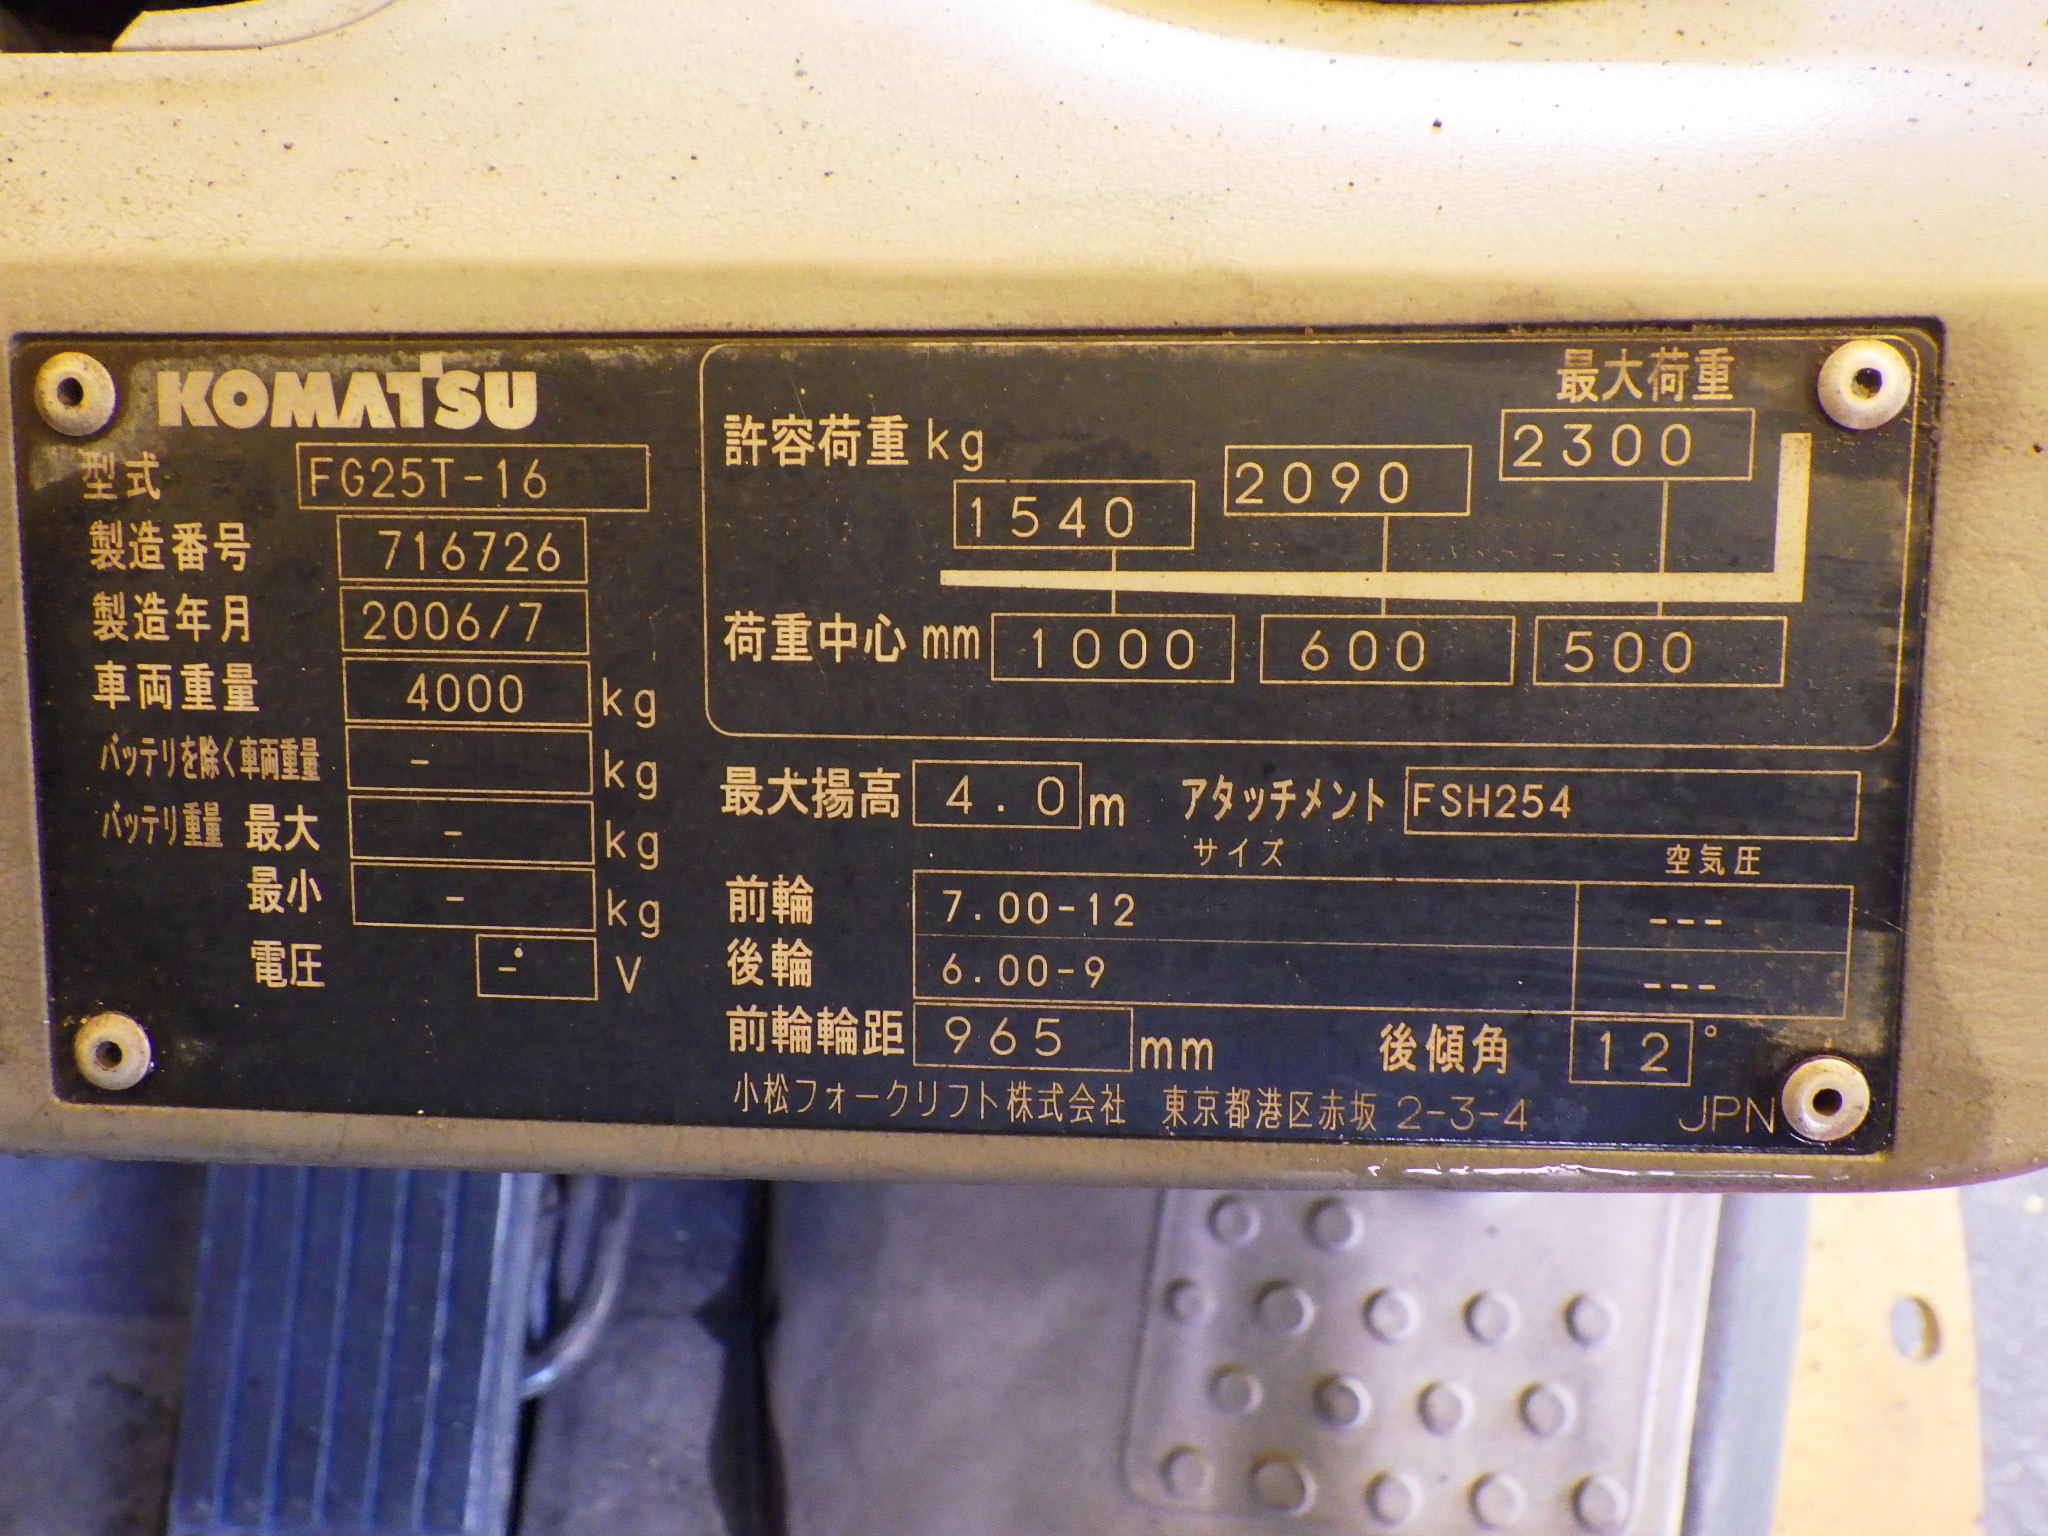 KOMATSU
型式 FG25T-16
製造番号 716726
製造年月 2006/7
車両重量 4000 kg
バッテリを除く車両重量 - kg
バッテリ重量 最大 - kg
最小 - kg
電圧 - V
最大荷重
許容荷重 kg 1540 2090 2300
荷重中心 mm 1000 600 500
最大揚高 4.0 m アタッチメント FSH254
サイズ 空気圧
前輪 7.00-12 ---
後輪 6.00-9 ---
前輪輪距 965 mm 後傾角 12°
小松フォークリフト株式会社 東京都港区赤坂 2-3-4 JPN